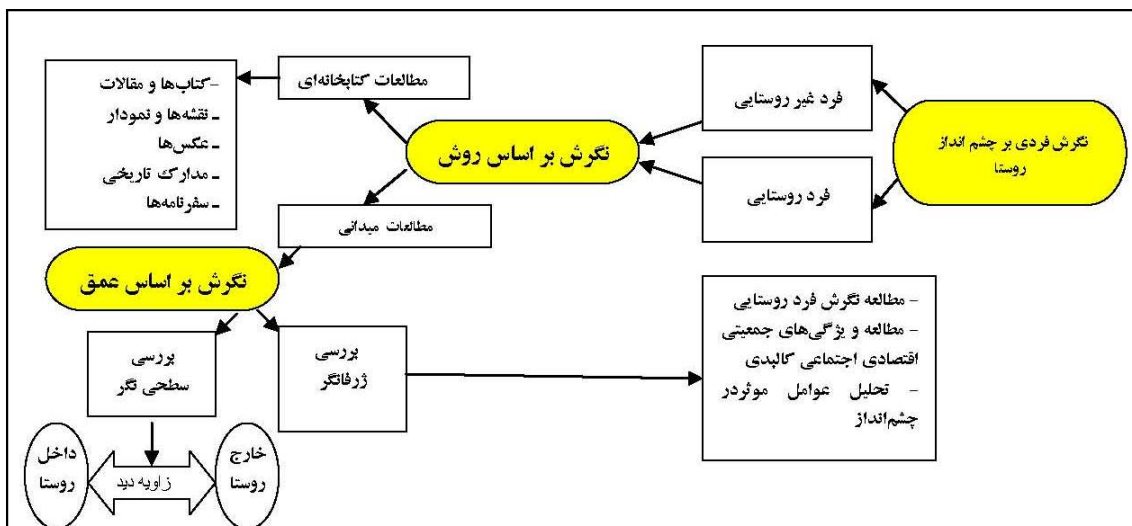 نگرش فردی بر چشم انداز
روستا
فرد غیر روستایی
فرد روستایی
نگرش بر اساس روش
مطالعات کتابخانه‌ای
-کتاب‌ها و مقالات
ـ نقشه‌ها و نمودار
ـ عکس‌ها
ـ مدارک تاریخی
ـ سفرنامه‌ها
مطالعات میدانی
نگرش بر اساس عمق
بررسی
ژرفانگر
- مطالعه نگرش فرد روستایی
- مطالعه و یژگی‌های جمعیتی
اقتصادی اجتماعی کالبدی
- تحلیل عوامل موثردر
چشم‌انداز
بررسی
سطحی نگر
خارج
روستا
زاویه دید
داخل
روستا